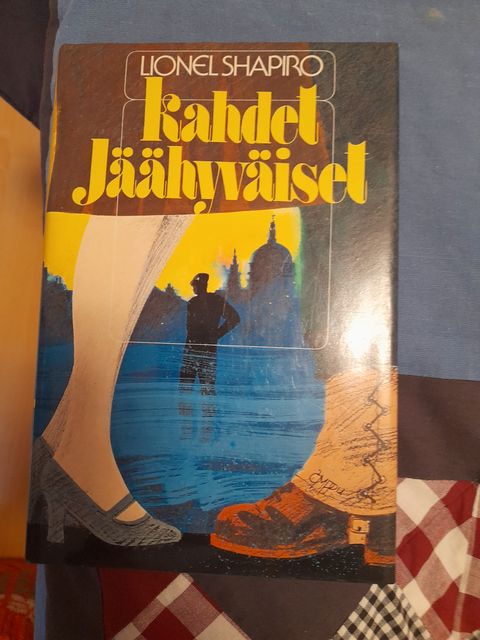 LIONEL SHAPIRO
Kahdet
Jäähyväiset